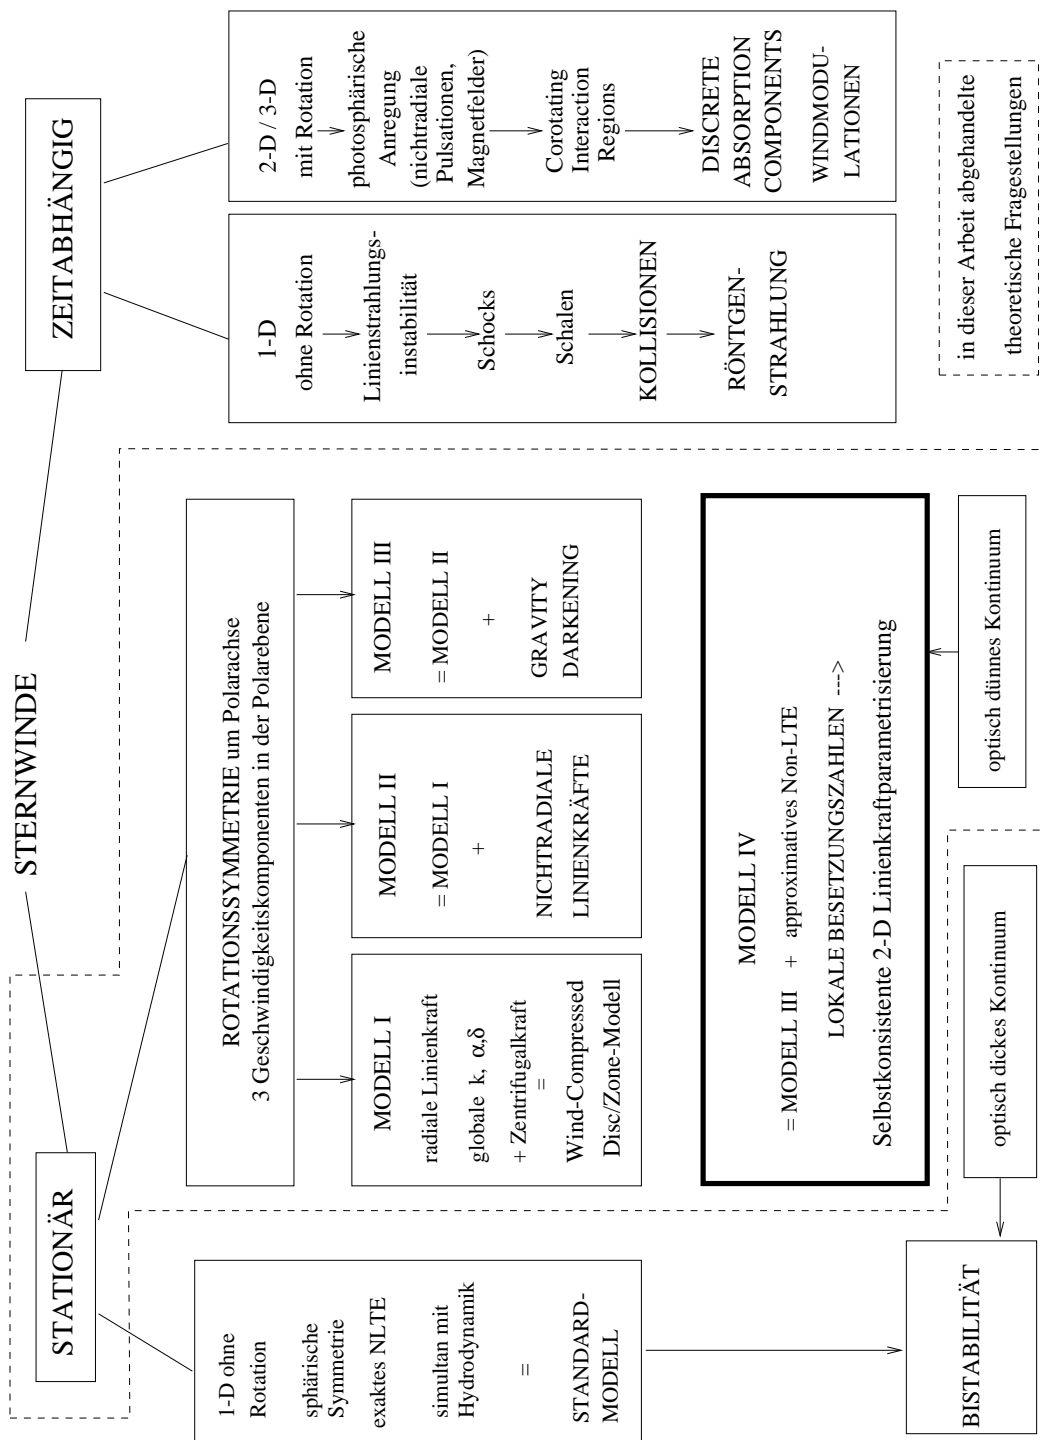 STERNWINDE
STATIONÄR
ZEITABHÄNGIG
1-D ohne
Rotation
sphärische
Symmetrie
exaktes NLTE
simultan mit
Hydrodynamik
=
STANDARD-
MODELL
BISTABILITÄT
ROTATIONSSYMMETRIE um Polarachse
3 Geschwindigkeitskomponenten in der Polarebene
MODELL I
radiale Linienkraft
globale k, α,δ
+ Zentrifugalkraft
=
Wind-Compressed
Disc/Zone-Modell
MODELL II
= MODELL I
+
NICHTRADIALE
LINIENKRÄFTE
MODELL III
= MODELL II
+
GRAVITY
DARKENING
MODELL IV
= MODELL III + approximatives Non-LTE
LOKALE BESETZUNGSZAHLEN --->
Selbstkonsistente 2-D Linienkraftparametrisierung
optisch dickes Kontinuum
optisch dünnes Kontinuum
1-D
ohne Rotation
Linienstrahlungs-
instabilität
Schocks
Schalen
KOLLISIONEN
RÖNTGEN-
STRAHLUNG
2-D / 3-D
mit Rotation
photosphärische
Anregung
(nichtradiale
Pulsationen,
Magnetfelder)
Corotating
Interaction
Regions
DISCRETE
ABSORPTION
COMPONENTS
WINDMODU-
LATIONEN
in dieser Arbeit abgehandelte
theoretische Fragestellungen